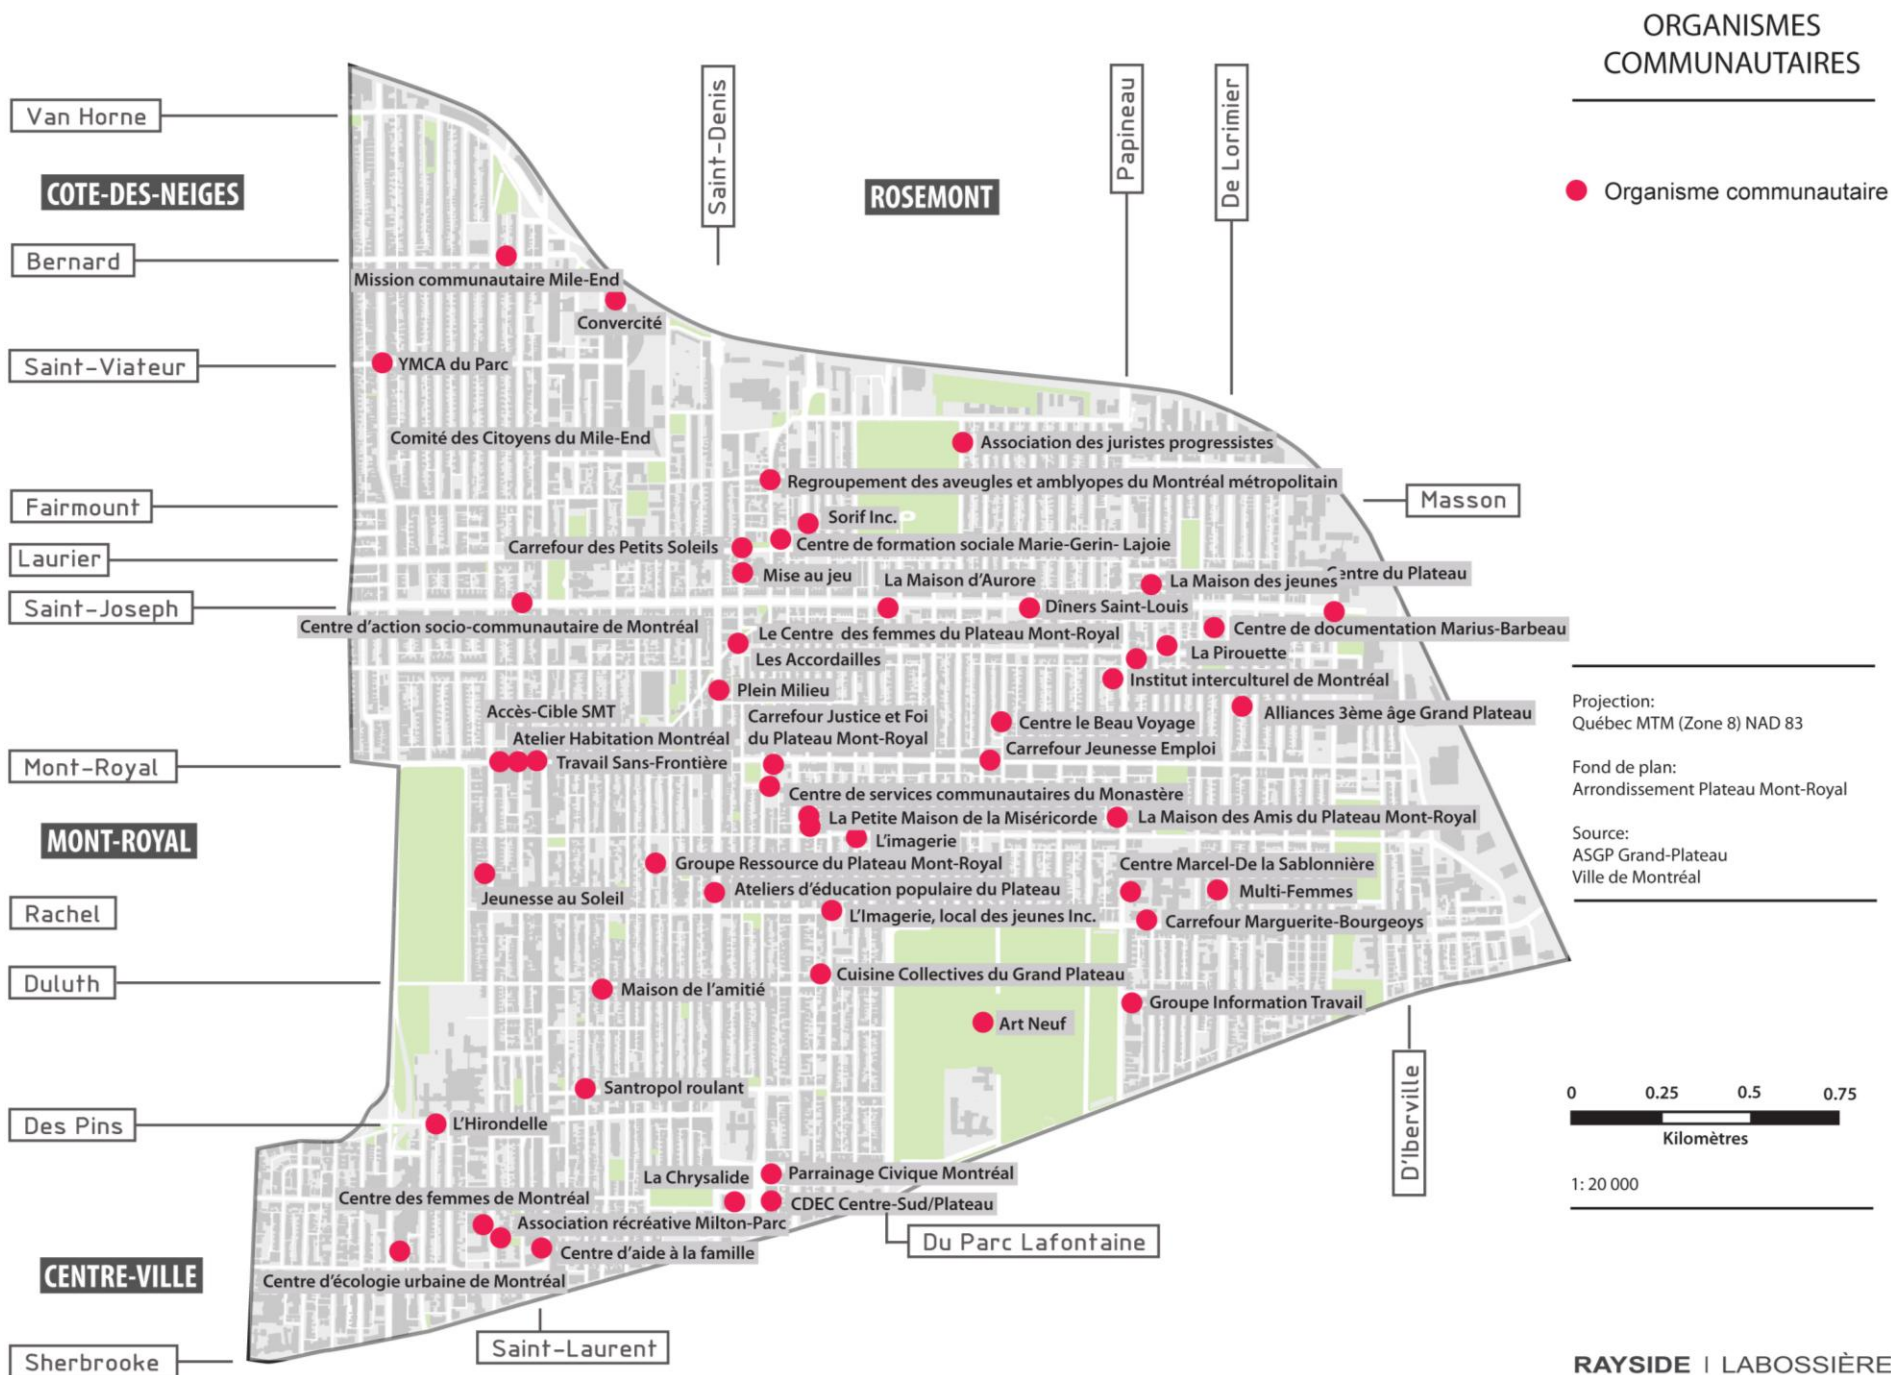 ORGANISMES
COMMUNAUTAIRES
Organisme communautaire
Van Horne
COTE-DES-NEIGES
Bernard
Saint-Viateur
Fairmount
Laurier
Saint-Joseph
Mont-Royal
MONT-ROYAL
Rachel
Duluth
Des Pins
CENTRE-VILLE
Sherbrooke
Saint-Denis
ROSEMONT
Papineau
De Lorimier
Masson
D'Iberville
Du Parc Lafontaine
Saint-Laurent
Mission communautaire Mile-End
Convercité
YMCA du Parc
Comité des Citoyens du Mile-End
Association des juristes progressistes
Regroupement des aveugles et amblyopes du Montréal métropolitain
Sorif Inc.
Carrefour des Petits Soleils
Centre de formation sociale Marie-Gerin- Lajoie
Mise au jeu
La Maison d'Aurore
La Maison des jeunes
Centre du Plateau
Dîners Saint-Louis
Centre d'action socio-communautaire de Montréal
Le Centre des femmes du Plateau Mont-Royal
Centre de documentation Marius-Barbeau
Les Accordailles
La Pirouette
Plein Milieu
Institut interculturel de Montréal
Accès-Cible SMT
Carrefour Justice et Foi
du Plateau Mont-Royal
Centre le Beau Voyage
Alliances 3ème âge Grand Plateau
Atelier Habitation Montréal
Travail Sans-Frontière
Carrefour Jeunesse Emploi
Centre de services communautaires du Monastère
La Petite Maison de la Miséricorde
La Maison des Amis du Plateau Mont-Royal
L'imagerie
Groupe Ressource du Plateau Mont-Royal
Centre Marcel-De la Sablonnière
Jeunesse au Soleil
Ateliers d'éducation populaire du Plateau
Multi-Femmes
L'Imagerie, local des jeunes Inc.
Carrefour Marguerite-Bourgeoys
Cuisine Collectives du Grand Plateau
Maison de l'amitié
Groupe Information Travail
Art Neuf
Santropol roulant
L'Hirondelle
La Chrysalide
Parrainage Civique Montréal
Centre des femmes de Montréal
CDEC Centre-Sud/Plateau
Association récréative Milton-Parc
Centre d'aide à la famille
Centre d'écologie urbaine de Montréal
Projection:
Québec MTM (Zone 8) NAD 83
Fond de plan:
Arrondissement Plateau Mont-Royal
Source:
ASGP Grand-Plateau
Ville de Montréal
0 0.25 0.5 0.75
Kilomètres
1: 20 000
RAYSIDE | LABOSSIÈRE